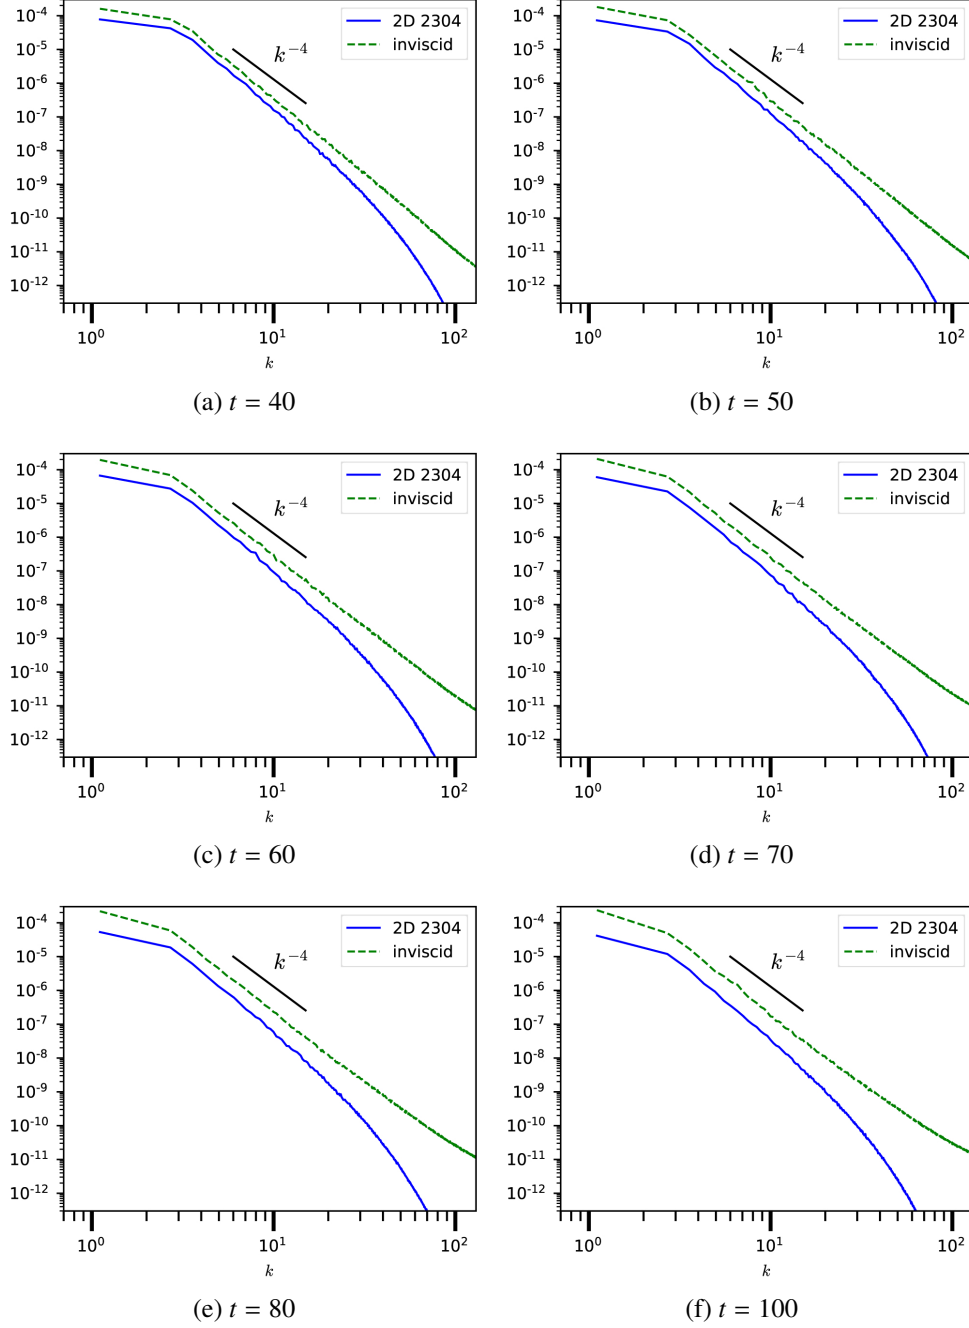 10⁻⁴
10⁻⁵
10⁻⁶
10⁻⁷
10⁻⁸
10⁻⁹
10⁻¹⁰
10⁻¹¹
10⁻¹²
2D 2304
inviscid
k⁻⁴
10⁰ 10¹ 10²
k
(a) t = 40
10⁻⁴
10⁻⁵
10⁻⁶
10⁻⁷
10⁻⁸
10⁻⁹
10⁻¹⁰
10⁻¹¹
10⁻¹²
2D 2304
inviscid
k⁻⁴
10⁰ 10¹ 10²
k
(b) t = 50
10⁻⁴
10⁻⁵
10⁻⁶
10⁻⁷
10⁻⁸
10⁻⁹
10⁻¹⁰
10⁻¹¹
10⁻¹²
2D 2304
inviscid
k⁻⁴
10⁰ 10¹ 10²
k
(c) t = 60
10⁻⁴
10⁻⁵
10⁻⁶
10⁻⁷
10⁻⁸
10⁻⁹
10⁻¹⁰
10⁻¹¹
10⁻¹²
2D 2304
inviscid
k⁻⁴
10⁰ 10¹ 10²
k
(d) t = 70
10⁻⁴
10⁻⁵
10⁻⁶
10⁻⁷
10⁻⁸
10⁻⁹
10⁻¹⁰
10⁻¹¹
10⁻¹²
2D 2304
inviscid
k⁻⁴
10⁰ 10¹ 10²
k
(e) t = 80
10⁻⁴
10⁻⁵
10⁻⁶
10⁻⁷
10⁻⁸
10⁻⁹
10⁻¹⁰
10⁻¹¹
10⁻¹²
2D 2304
inviscid
k⁻⁴
10⁰ 10¹ 10²
k
(f) t = 100